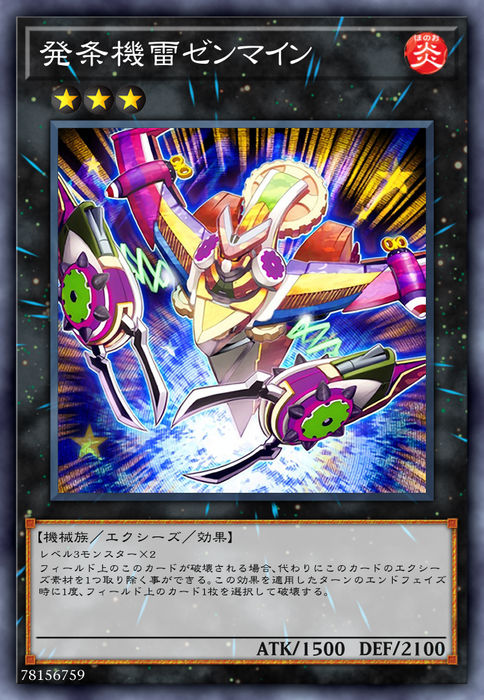 発条機雷ゼンマイン
ほのお
炎
【機械族／エクシーズ／効果】
レベル3モンスター×2
フィールド上のこのカードが破壊される場合、代わりにこのカードのエクシー
ズ素材を1つ取り除く事ができる。この効果を適用したターンのエンドフェイズ
時に1度、フィールド上のカード1枚を選択して破壊する。
ATK/1500 DEF/2100
78156759